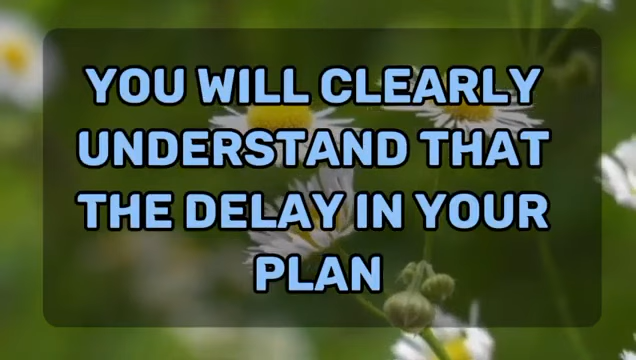 YOU WILL CLEARLY
UNDERSTAND THAT
THE DELAY IN YOUR
PLAN